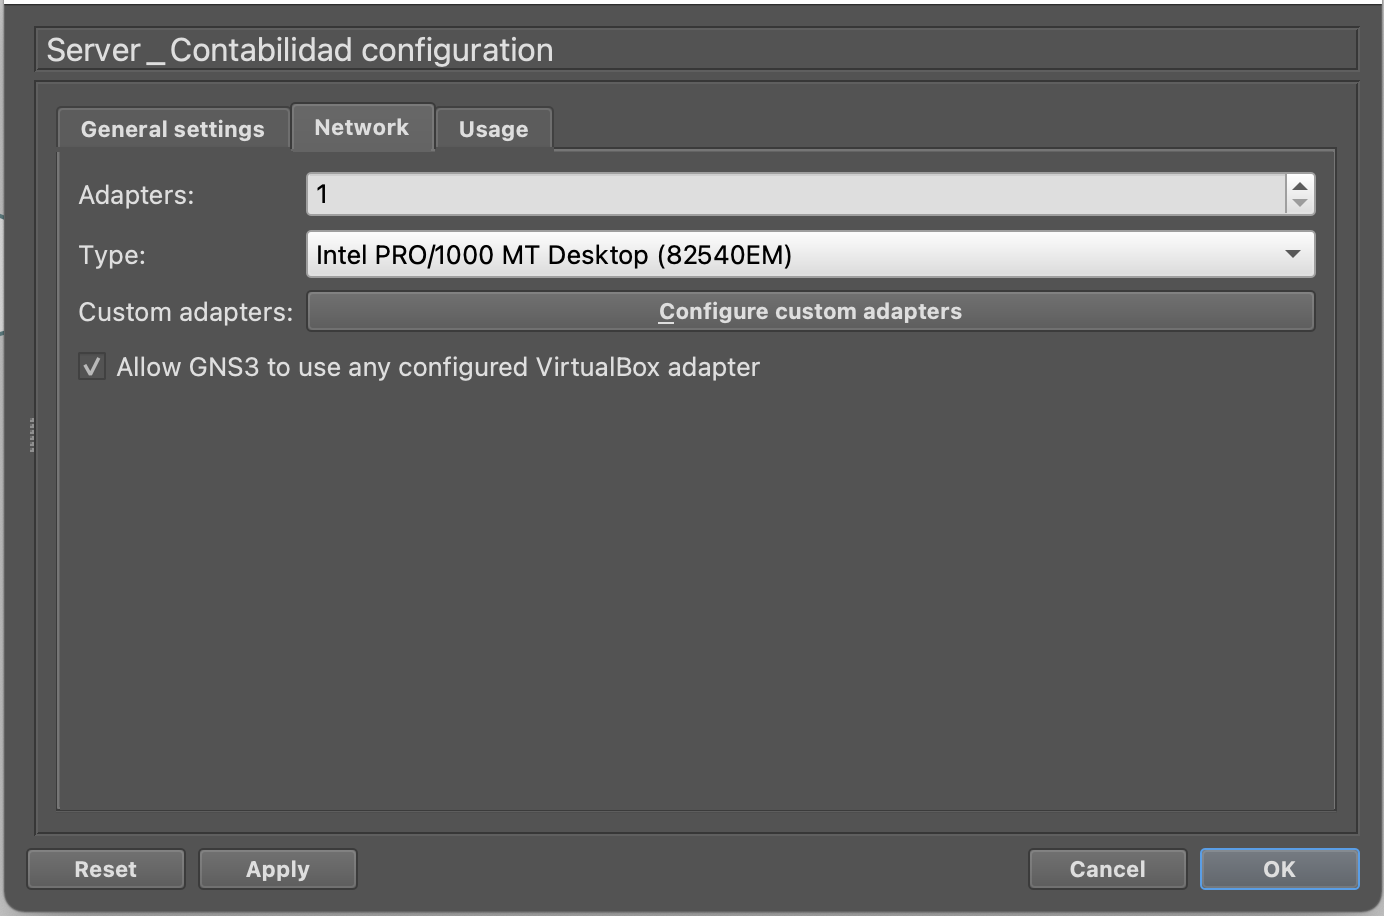 Server_Contabilidad configuration
General settings Network Usage
Adapters: 1
Type: Intel PRO/1000 MT Desktop (82540EM)
Custom adapters: Configure custom adapters
Allow GNS3 to use any configured VirtualBox adapter
Reset Apply Cancel OK